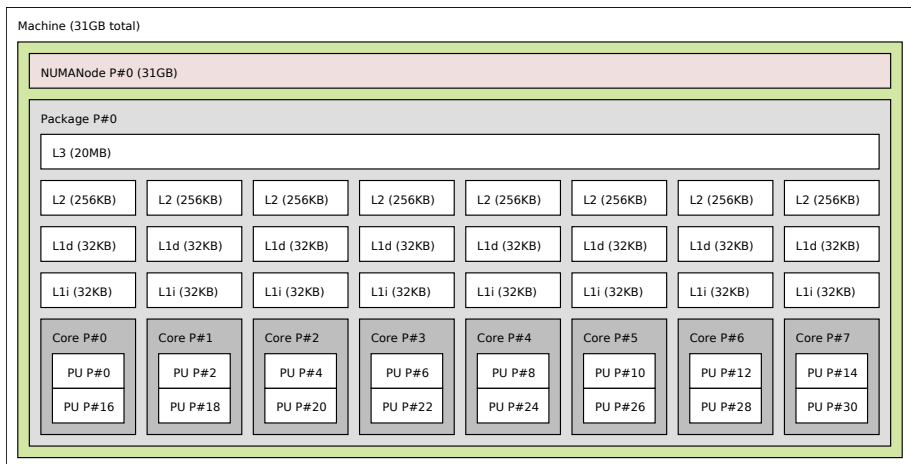 Machine (31GB total)
NUMANode P#0 (31GB)
Package P#0
L3 (20MB)
L2 (256KB) L2 (256KB) L2 (256KB) L2 (256KB) L2 (256KB) L2 (256KB) L2 (256KB) L2 (256KB)
L1d (32KB) L1d (32KB) L1d (32KB) L1d (32KB) L1d (32KB) L1d (32KB) L1d (32KB) L1d (32KB)
L1i (32KB) L1i (32KB) L1i (32KB) L1i (32KB) L1i (32KB) L1i (32KB) L1i (32KB) L1i (32KB)
Core P#0 Core P#1 Core P#2 Core P#3 Core P#4 Core P#5 Core P#6 Core P#7
PU P#0 PU P#2 PU P#4 PU P#6 PU P#8 PU P#10 PU P#12 PU P#14
PU P#16 PU P#18 PU P#20 PU P#22 PU P#24 PU P#26 PU P#28 PU P#30